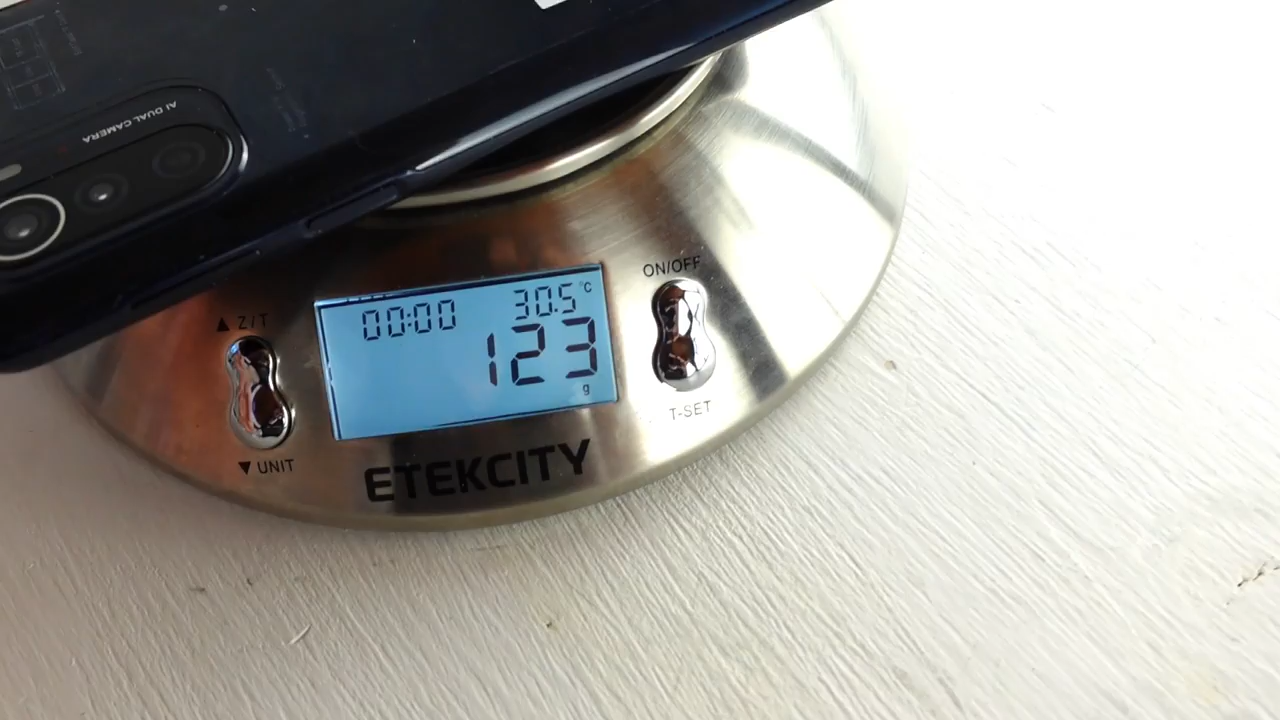 AI DUAL CAMERA
ON/OFF
▲ Z/T
00:00 30.5 °C
123
g
T-SET
▼ UNIT
ETEKCITY